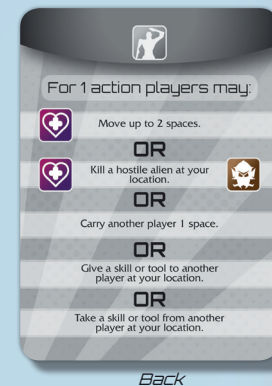 For 1 action players may:
Move up to 2 spaces.
OR
Kill a hostile alien at your
location.
OR
Carry another player 1 space.
OR
Give a skill or tool to another
player at your location.
OR
Take a skill or tool from another
player at your location.
Back